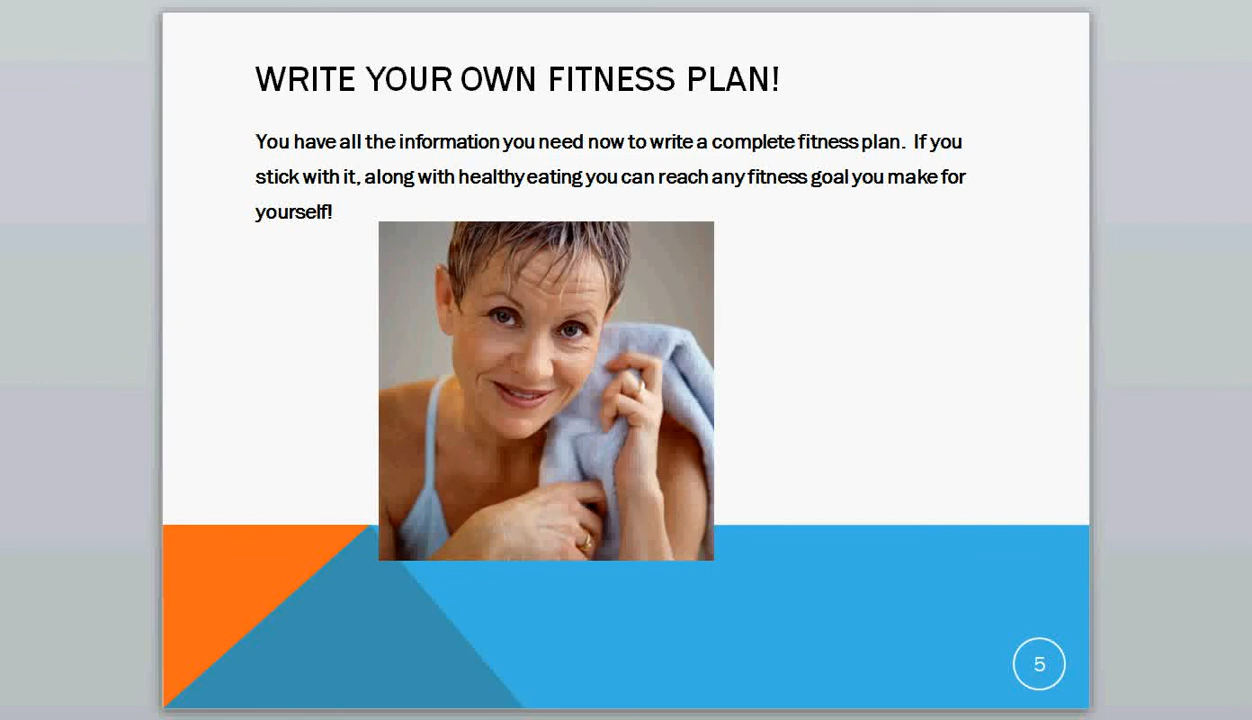 WRITE YOUR OWN FITNESS PLAN!
You have all the information you need now to write a complete fitness plan.  If you
stick with it, along with healthy eating you can reach any fitness goal you make for
yourself!
5